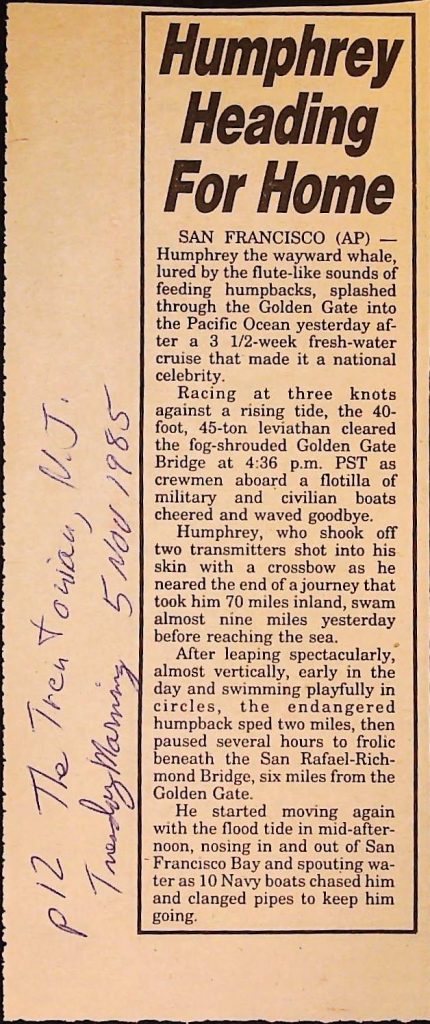 Humphrey
Heading
For Home
SAN FRANCISCO (AP) —
Humphrey the wayward whale,
lured by the flute-like sounds of
feeding humpbacks, splashed
through the Golden Gate into
the Pacific Ocean yesterday af-
ter a 3 1/2-week fresh-water
cruise that made it a national
celebrity.
Racing at three knots
against a rising tide, the 40-
foot, 45-ton leviathan cleared
the fog-shrouded Golden Gate
Bridge at 4:36 p.m. PST as
crewmen aboard a flotilla of
military and civilian boats
cheered and waved goodbye.
Humphrey, who shook off
two transmitters shot into his
skin with a crossbow as he
neared the end of a journey that
took him 70 miles inland, swam
almost nine miles yesterday
before reaching the sea.
After leaping spectacularly,
almost vertically, early in the
day and swimming playfully in
circles, the endangered
humpback sped two miles, then
paused several hours to frolic
beneath the San Rafael-Rich-
mond Bridge, six miles from the
Golden Gate.
He started moving again
with the flood tide in mid-after-
noon, nosing in and out of San
Francisco Bay and spouting wa-
ter as 10 Navy boats chased him
and clanged pipes to keep him
going.
p 12 The Trentonian, N.J.
Tuesday Morning 5 Nov 1985